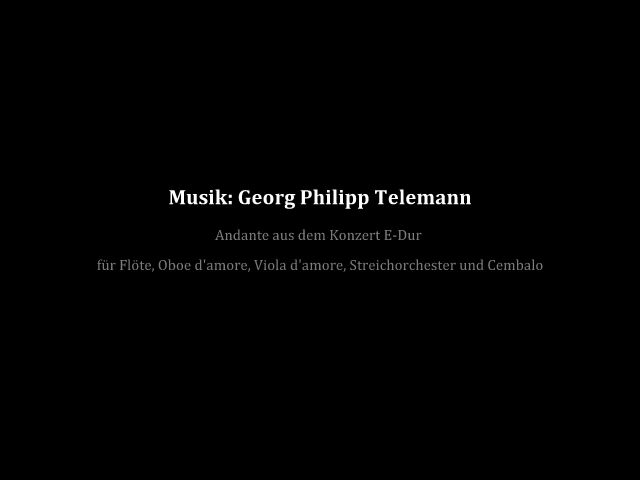 Musik: Georg Philipp Telemann
Andante aus dem Konzert E-Dur
für Flöte, Oboe d'amore, Viola d'amore, Streichorchester und Cembalo